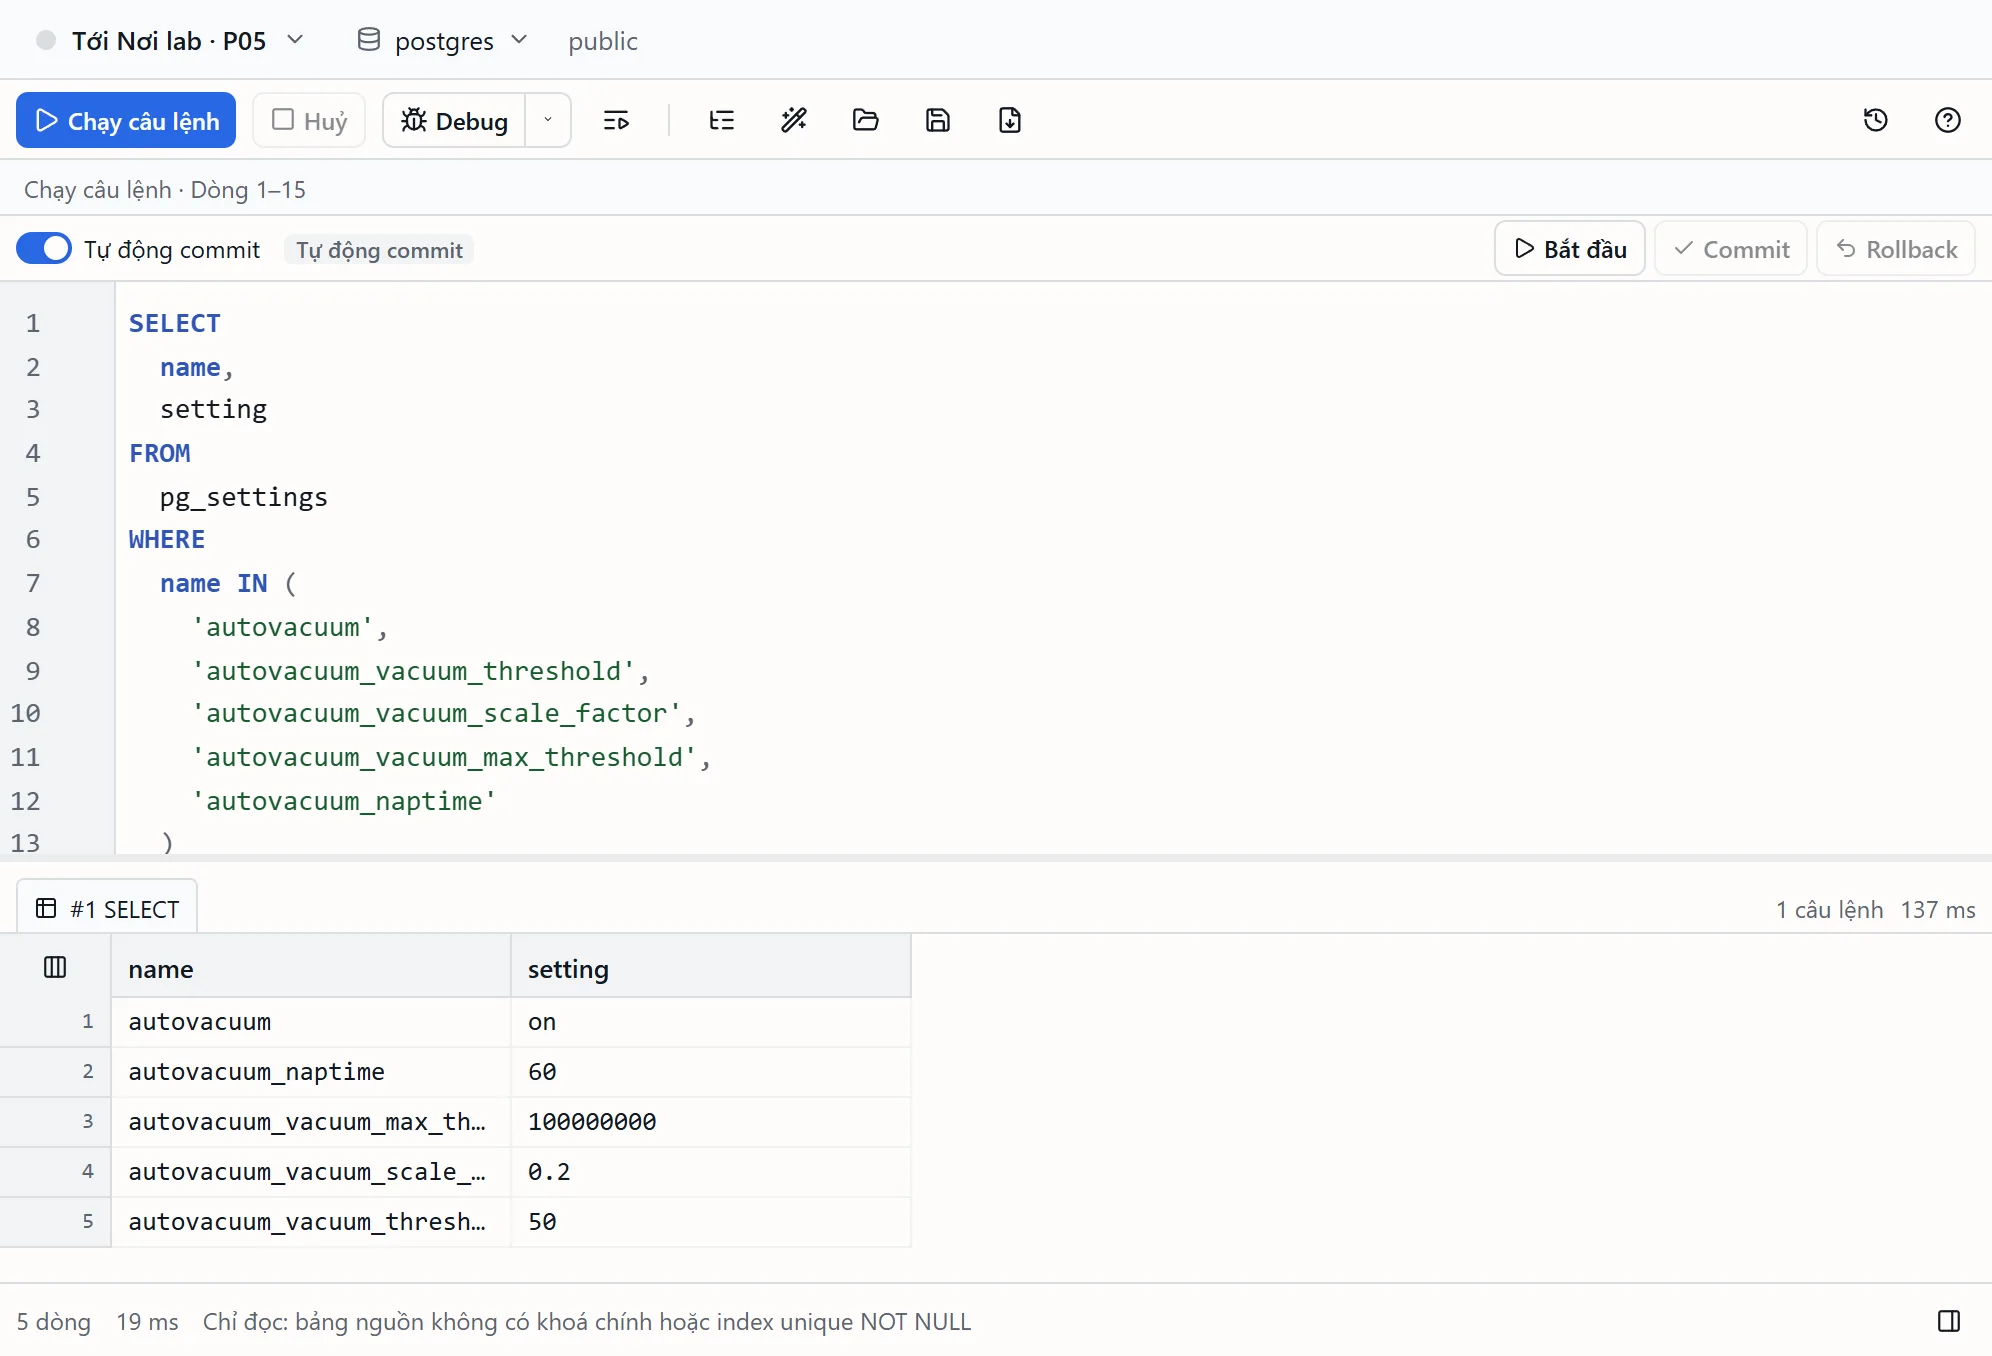 Tới Nơi lab · P05 postgres public
Chạy câu lệnh Huỷ Debug
Chạy câu lệnh · Dòng 1–15
Tự động commit Tự động commit Bắt đầu Commit Rollback
1 SELECT
2 name,
3 setting
4 FROM
5 pg_settings
6 WHERE
7 name IN (
8 'autovacuum',
9 'autovacuum_vacuum_threshold',
10 'autovacuum_vacuum_scale_factor',
11 'autovacuum_vacuum_max_threshold',
12 'autovacuum_naptime'
13 )
#1 SELECT 1 câu lệnh 137 ms
name setting
1 autovacuum on
2 autovacuum_naptime 60
3 autovacuum_vacuum_max_th… 100000000
4 autovacuum_vacuum_scale_… 0.2
5 autovacuum_vacuum_thresh… 50
5 dòng 19 ms Chỉ đọc: bảng nguồn không có khoá chính hoặc index unique NOT NULL